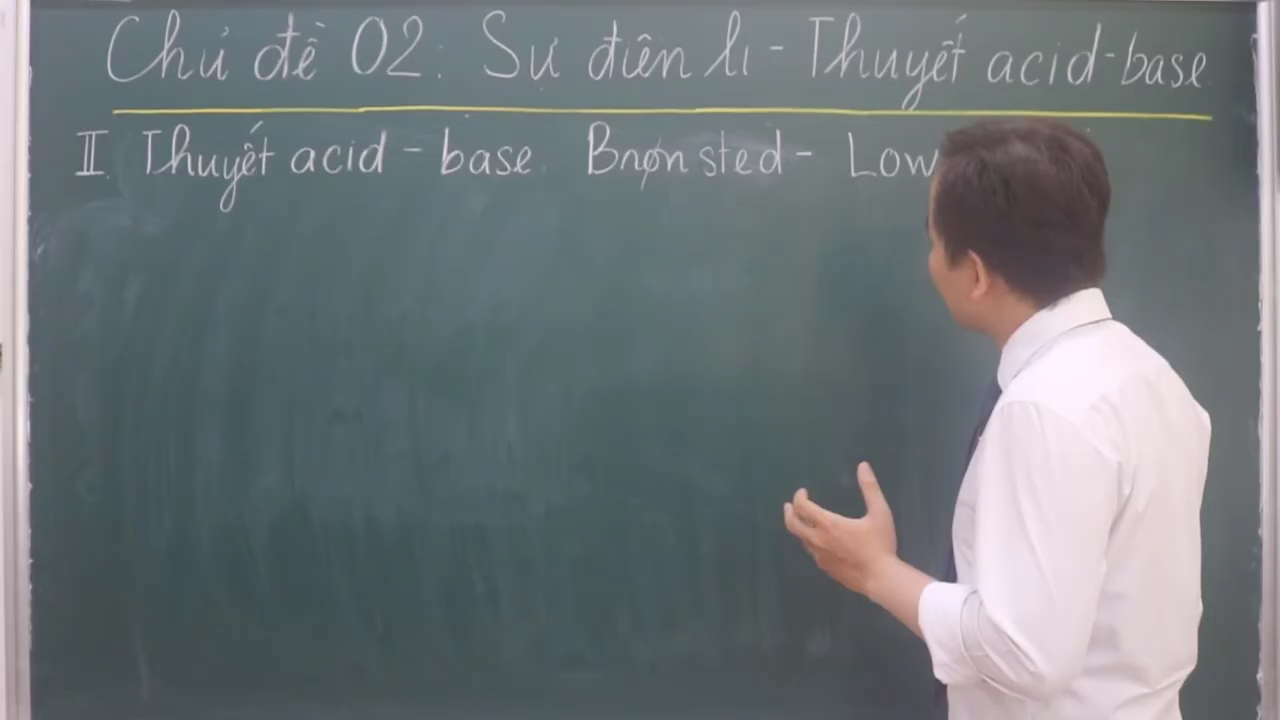 Chủ đề 02: Sự điện li - Thuyết acid-base
II. Thuyết acid - base Brønsted - Low